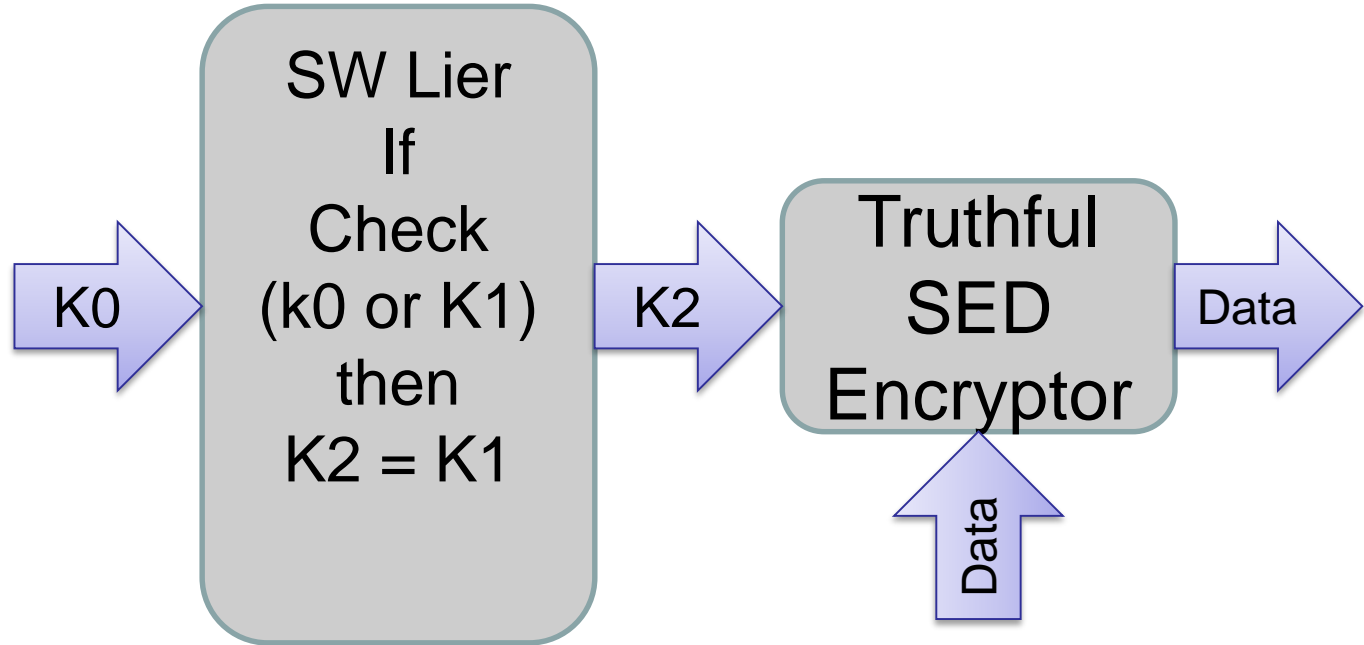 K0
SW Lier
If
Check
(k0 or K1)
then
K2 = K1
K2
Truthful
SED
Encryptor
Data
Data